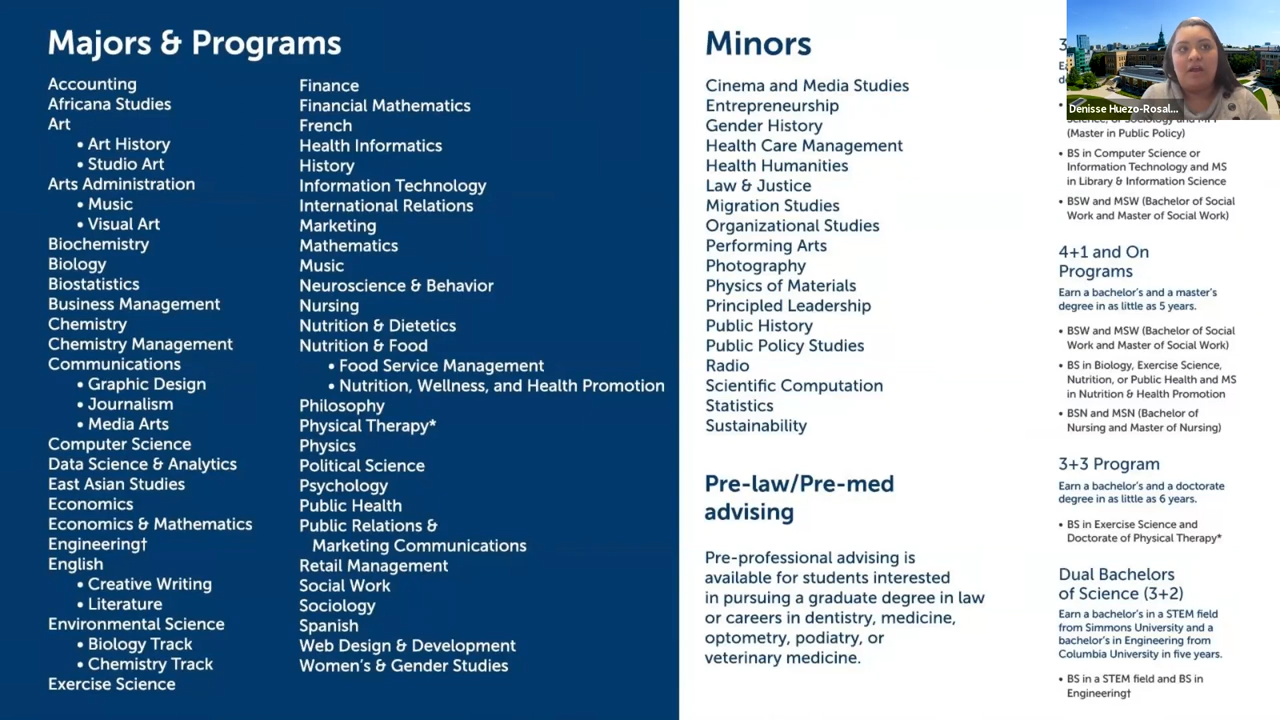 Majors & Programs
Accounting
Africana Studies
Art
• Art History
• Studio Art
Arts Administration
• Music
• Visual Art
Biochemistry
Biology
Biostatistics
Business Management
Chemistry
Chemistry Management
Communications
• Graphic Design
• Journalism
• Media Arts
Computer Science
Data Science & Analytics
East Asian Studies
Economics
Economics & Mathematics
Engineering†
English
• Creative Writing
• Literature
Environmental Science
• Biology Track
• Chemistry Track
Exercise Science
Finance
Financial Mathematics
French
Health Informatics
History
Information Technology
International Relations
Marketing
Mathematics
Music
Neuroscience & Behavior
Nursing
Nutrition & Dietetics
Nutrition & Food
• Food Service Management
• Nutrition, Wellness, and Health Promotion
Philosophy
Physical Therapy*
Physics
Political Science
Psychology
Public Health
Public Relations &
Marketing Communications
Retail Management
Social Work
Sociology
Spanish
Web Design & Development
Women's & Gender Studies
Minors
Cinema and Media Studies
Entrepreneurship
Gender History
Health Care Management
Health Humanities
Law & Justice
Migration Studies
Organizational Studies
Performing Arts
Photography
Physics of Materials
Principled Leadership
Public History
Public Policy Studies
Radio
Scientific Computation
Statistics
Sustainability
Pre-law/Pre-med
advising
Pre-professional advising is
available for students interested
in pursuing a graduate degree in law
or careers in dentistry, medicine,
optometry, podiatry, or
veterinary medicine.
Denisse Huezo-Rosal...
(Master in Public Policy)
• BS in Computer Science or
Information Technology and MS
in Library & Information Science
• BSW and MSW (Bachelor of Social
Work and Master of Social Work)
4+1 and On
Programs
Earn a bachelor's and a master's
degree in as little as 5 years.
• BSW and MSW (Bachelor of Social
Work and Master of Social Work)
• BS in Biology, Exercise Science,
Nutrition, or Public Health and MS
in Nutrition & Health Promotion
• BSN and MSN (Bachelor of
Nursing and Master of Nursing)
3+3 Program
Earn a bachelor's and a doctorate
degree in as little as 6 years.
• BS in Exercise Science and
Doctorate of Physical Therapy*
Dual Bachelors
of Science (3+2)
Earn a bachelor's in a STEM field
from Simmons University and a
bachelor's in Engineering from
Columbia University in five years.
• BS in a STEM field and BS in
Engineering†